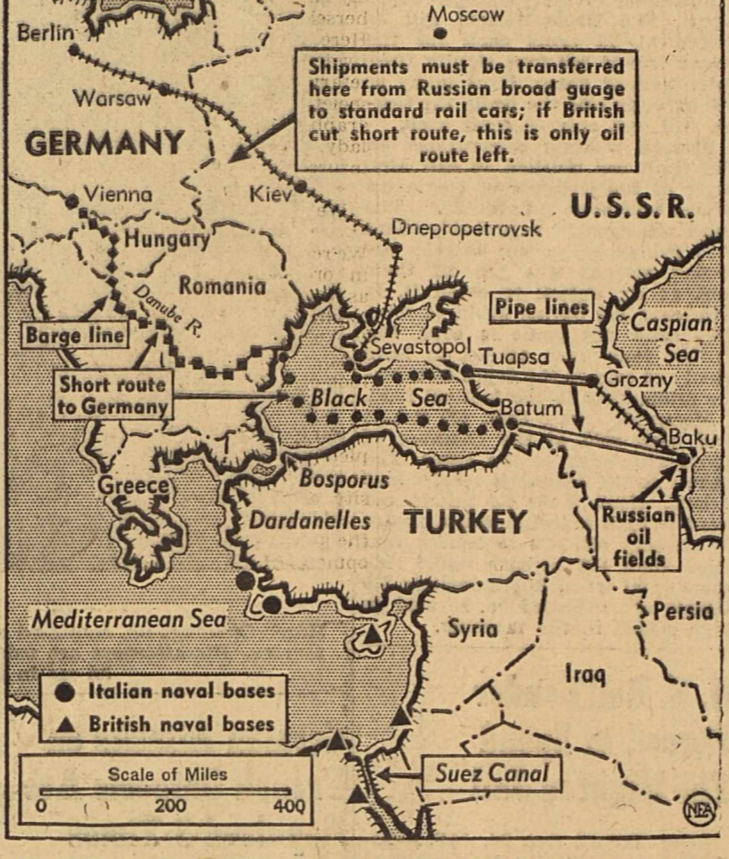 Moscow
Berlin
Shipments must be transferred
here from Russian broad guage
to standard rail cars; if British
cut short route, this is only oil
route left.
Warsaw
GERMANY
Vienna
Kiev
U.S.S.R.
Dnepropetrovsk
Hungary
Romania
Danube R.
Pipe lines
Caspian
Sea
Barge line
Sevastopol
Tuapsa
Grozny
Short route
to Germany
Black Sea
Batum
Baku
Greece
Bosporus
Dardanelles
TURKEY
Russian
oil
fields
Mediterranean Sea
Syria
Persia
Iraq
Italian naval bases
British naval bases
Suez Canal
Scale of Miles
0 200 400
NEA